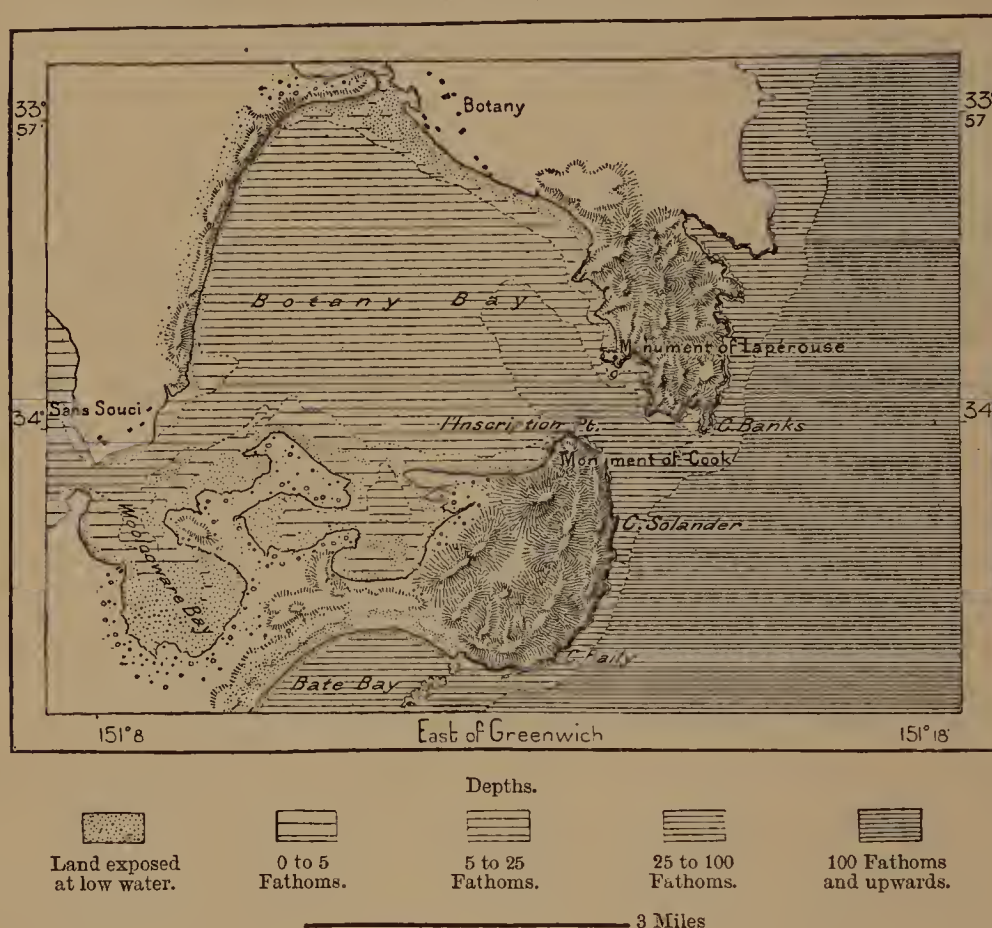 33°
57'
Botany
33°
57
Botany Bay
Monument of Lapérouse
34°
Sans Souci
Inscription Pt.
C. Banks
34
Monument of Cook
C. Solander
Bay
C. Baily
Bate Bay
151°8
East of Greenwich
151°18'
Depths.
Land exposed
at low water.
0 to 5
Fathoms.
5 to 25
Fathoms.
25 to 100
Fathoms.
100 Fathoms
and upwards.
3 Miles